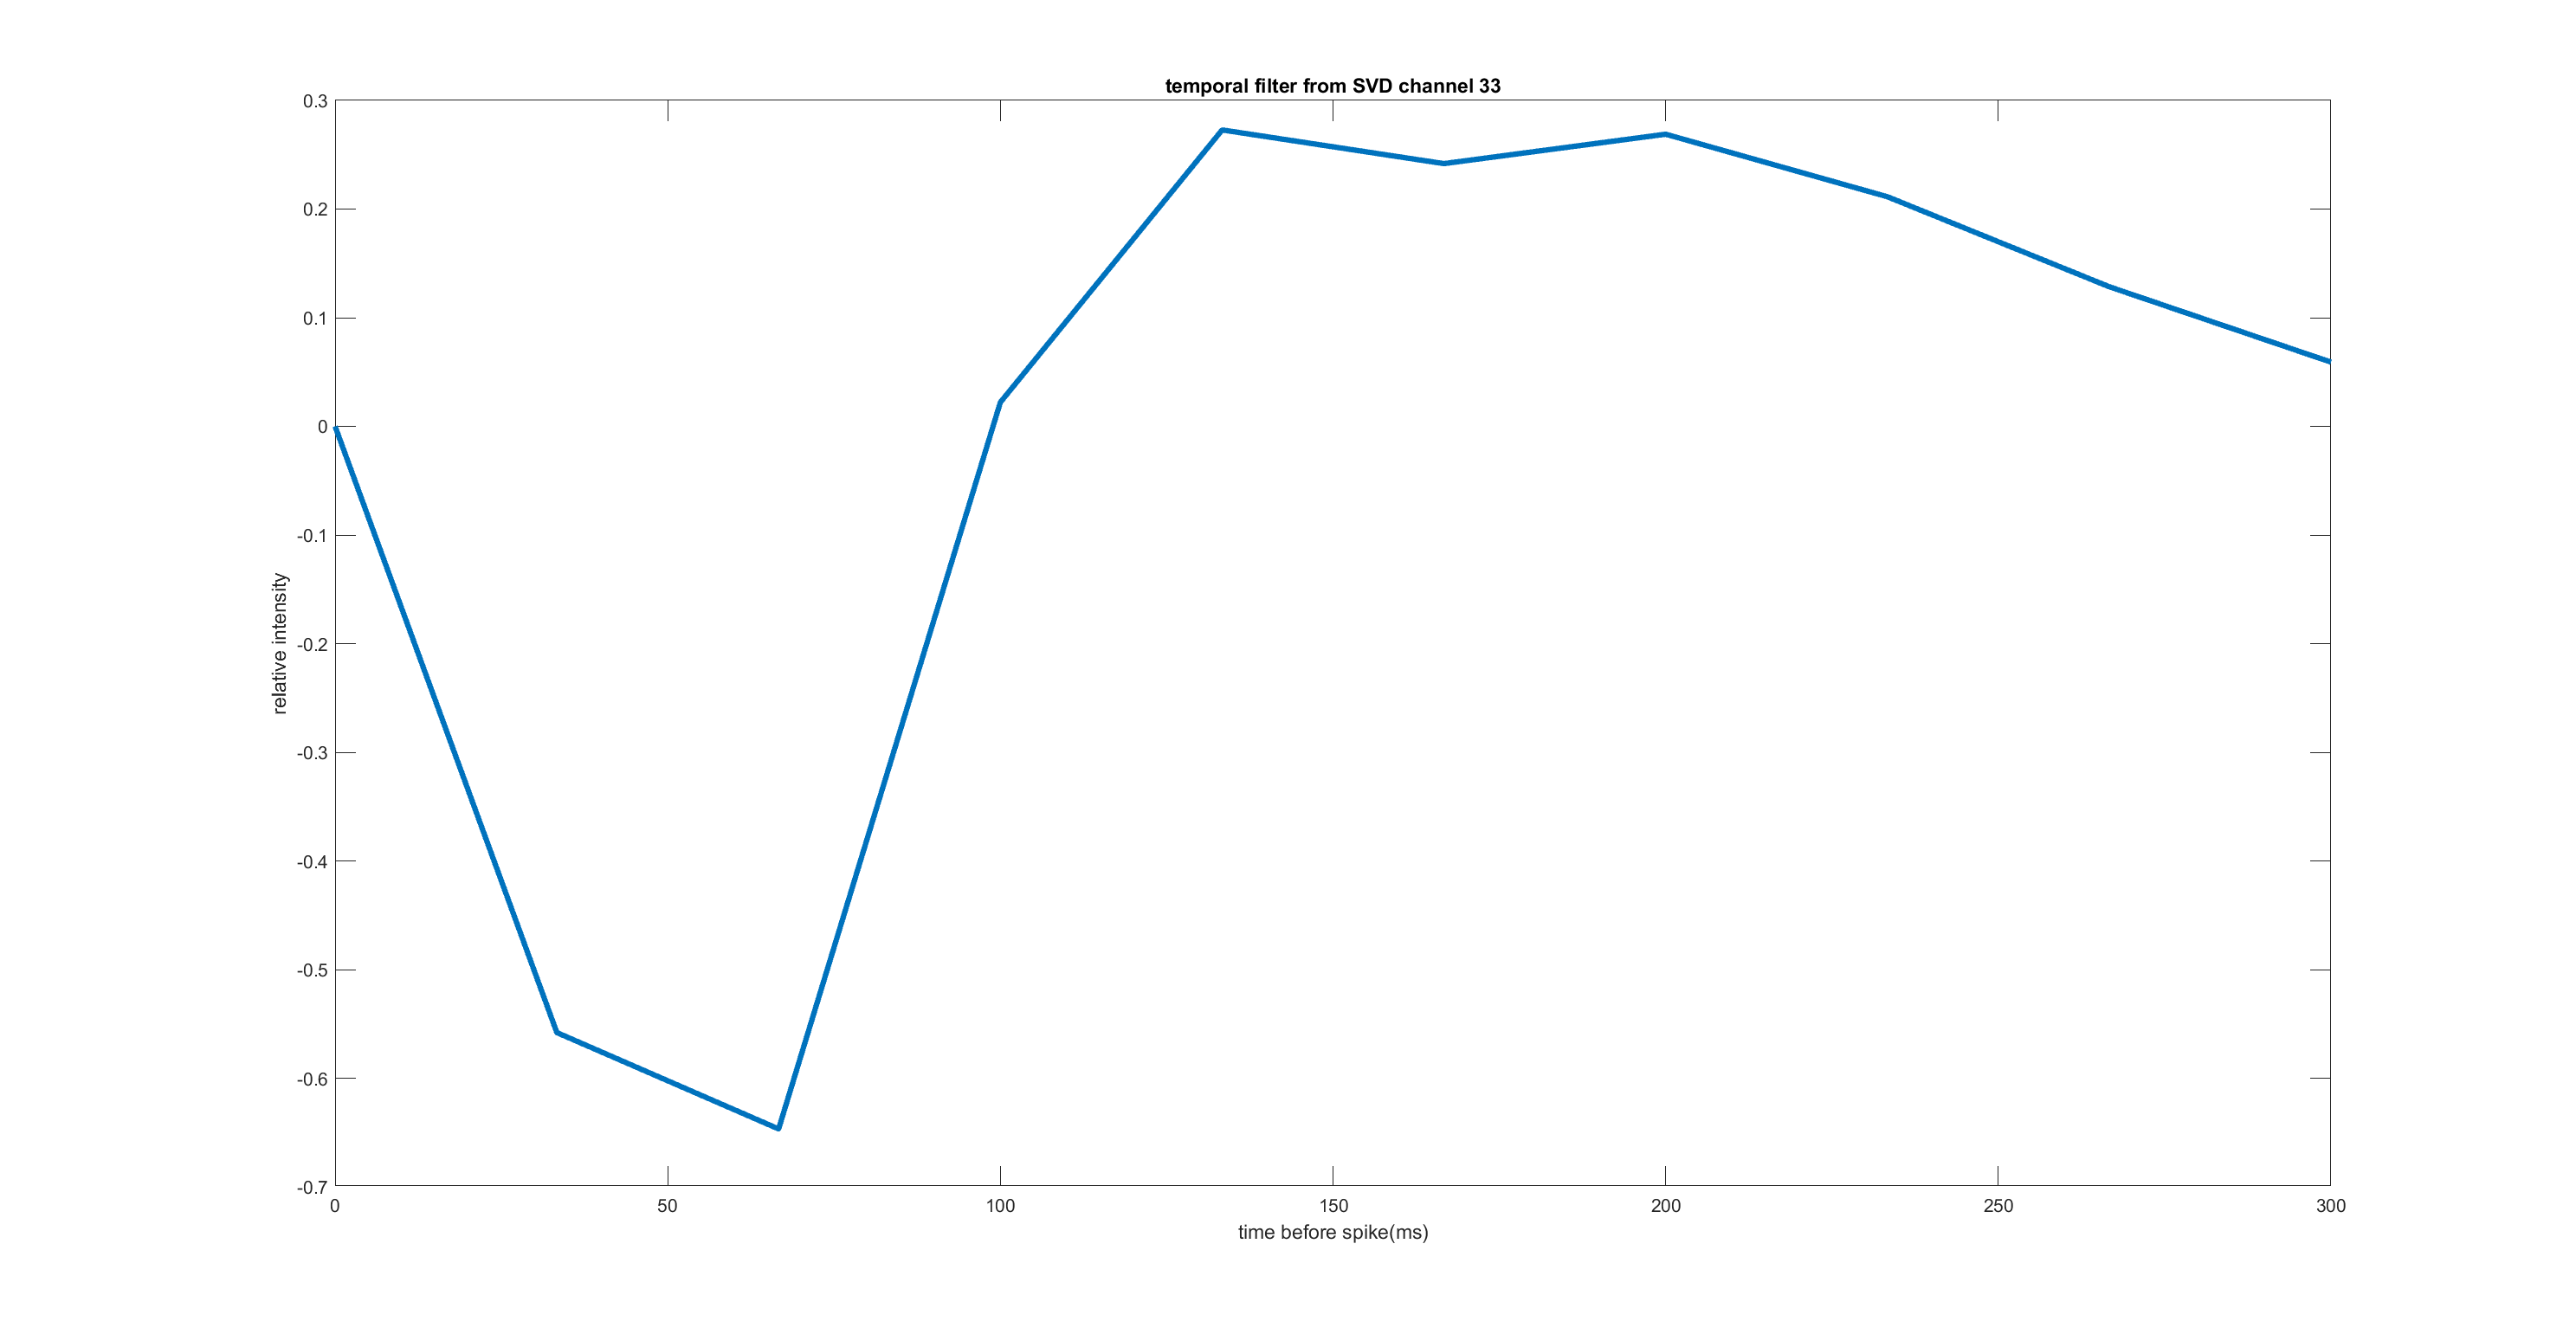 temporal filter from SVD channel 33
0.3
0.2
0.1
0
-0.1
-0.2
-0.3
-0.4
-0.5
-0.6
-0.7
relative intensity
0 50 100 150 200 250 300
time before spike(ms)